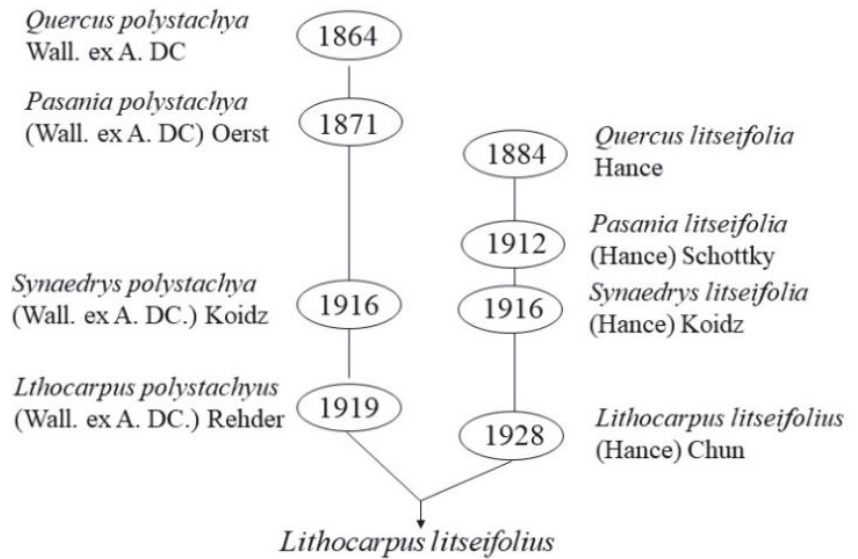 Quercus polystachya
Wall. ex A. DC
1864
Pasania polystachya
(Wall. ex A. DC) Oerst
1871
Synaedrys polystachya
(Wall. ex A. DC.) Koidz
1916
Lthocarpus polystachyus
(Wall. ex A. DC.) Rehder
1919
1884
Quercus litseifolia
Hance
1912
Pasania litseifolia
(Hance) Schottky
1916
Synaedrys litseifolia
(Hance) Koidz
1928
Lithocarpus litseifolius
(Hance) Chun
Lithocarpus litseifolius